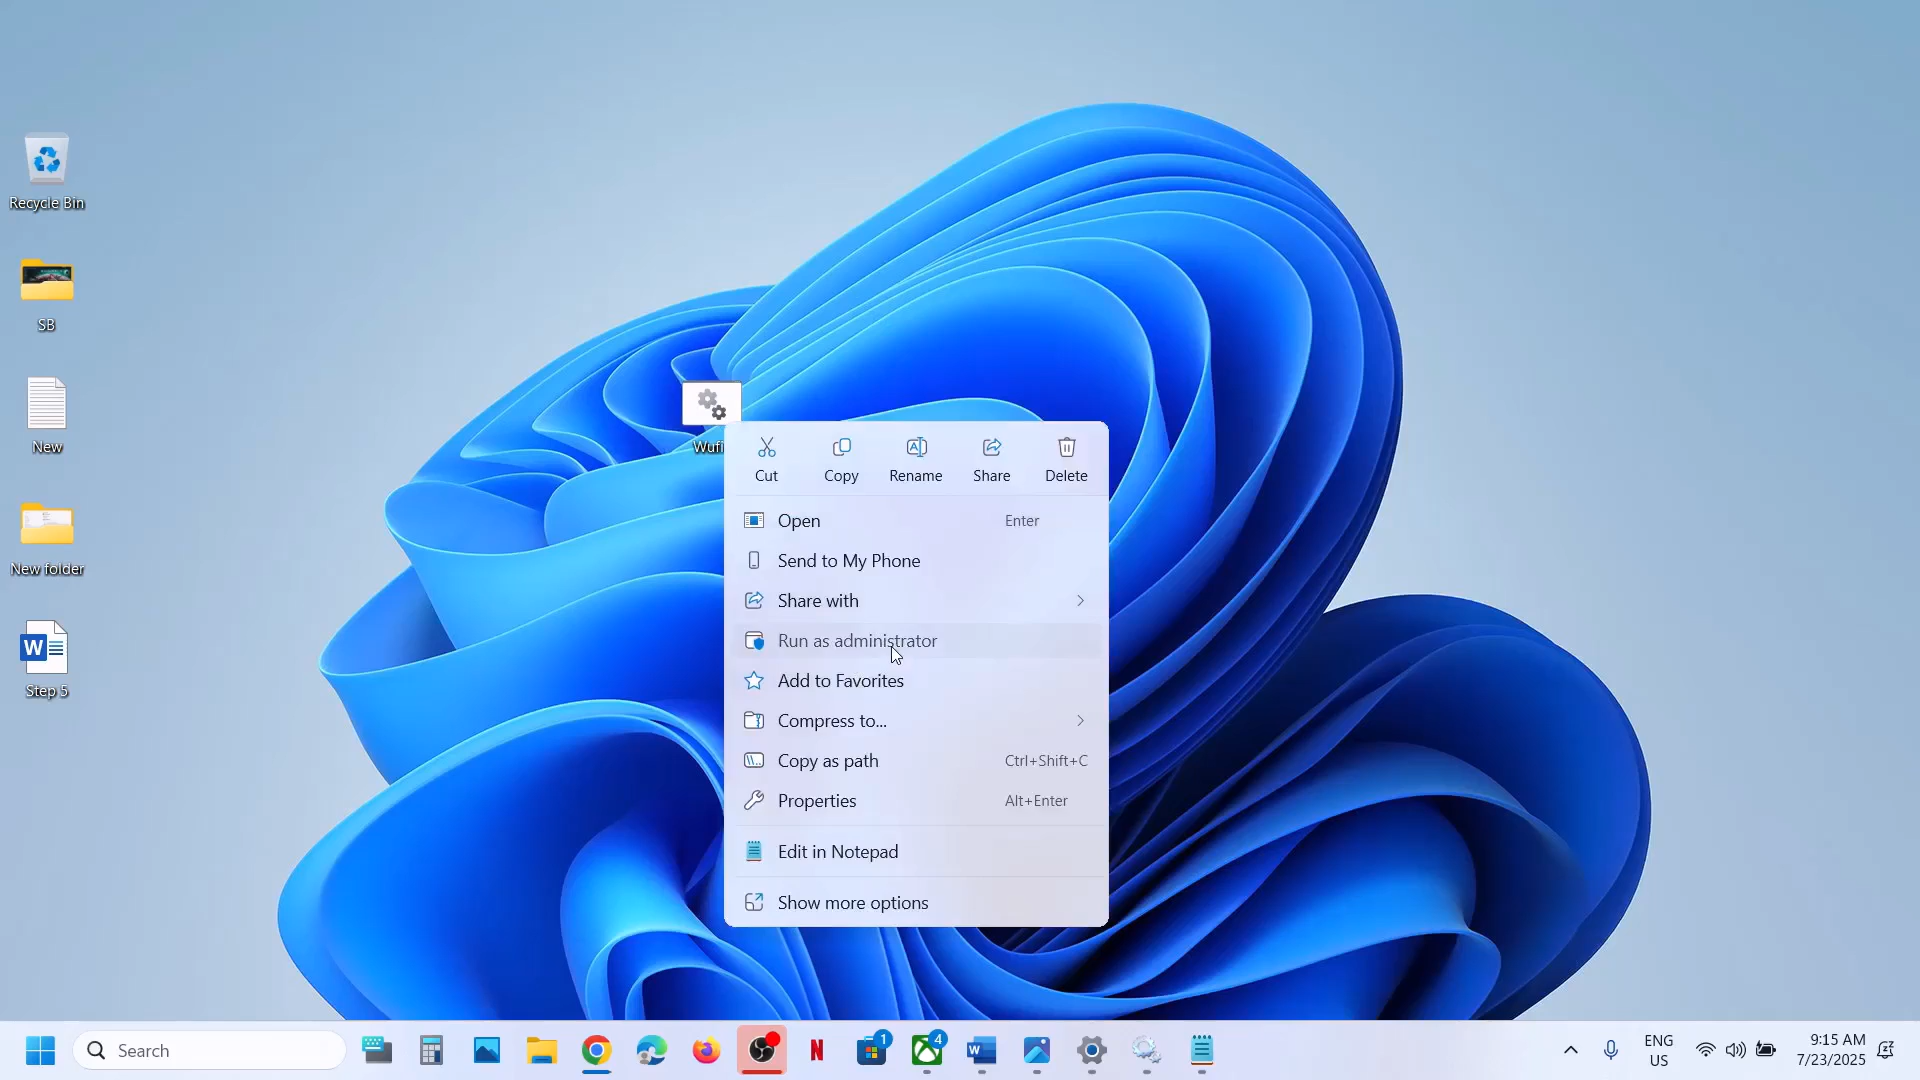 Recycle Bin
SB
New
New folder
Step 5
Wufi
Cut
Copy
Rename
Share
Delete
Open Enter
Send to My Phone
Share with
Run as administrator
Add to Favorites
Compress to...
Copy as path Ctrl+Shift+C
Properties Alt+Enter
Edit in Notepad
Show more options
Search
1
4
ENG
US
9:15 AM
7/23/2025